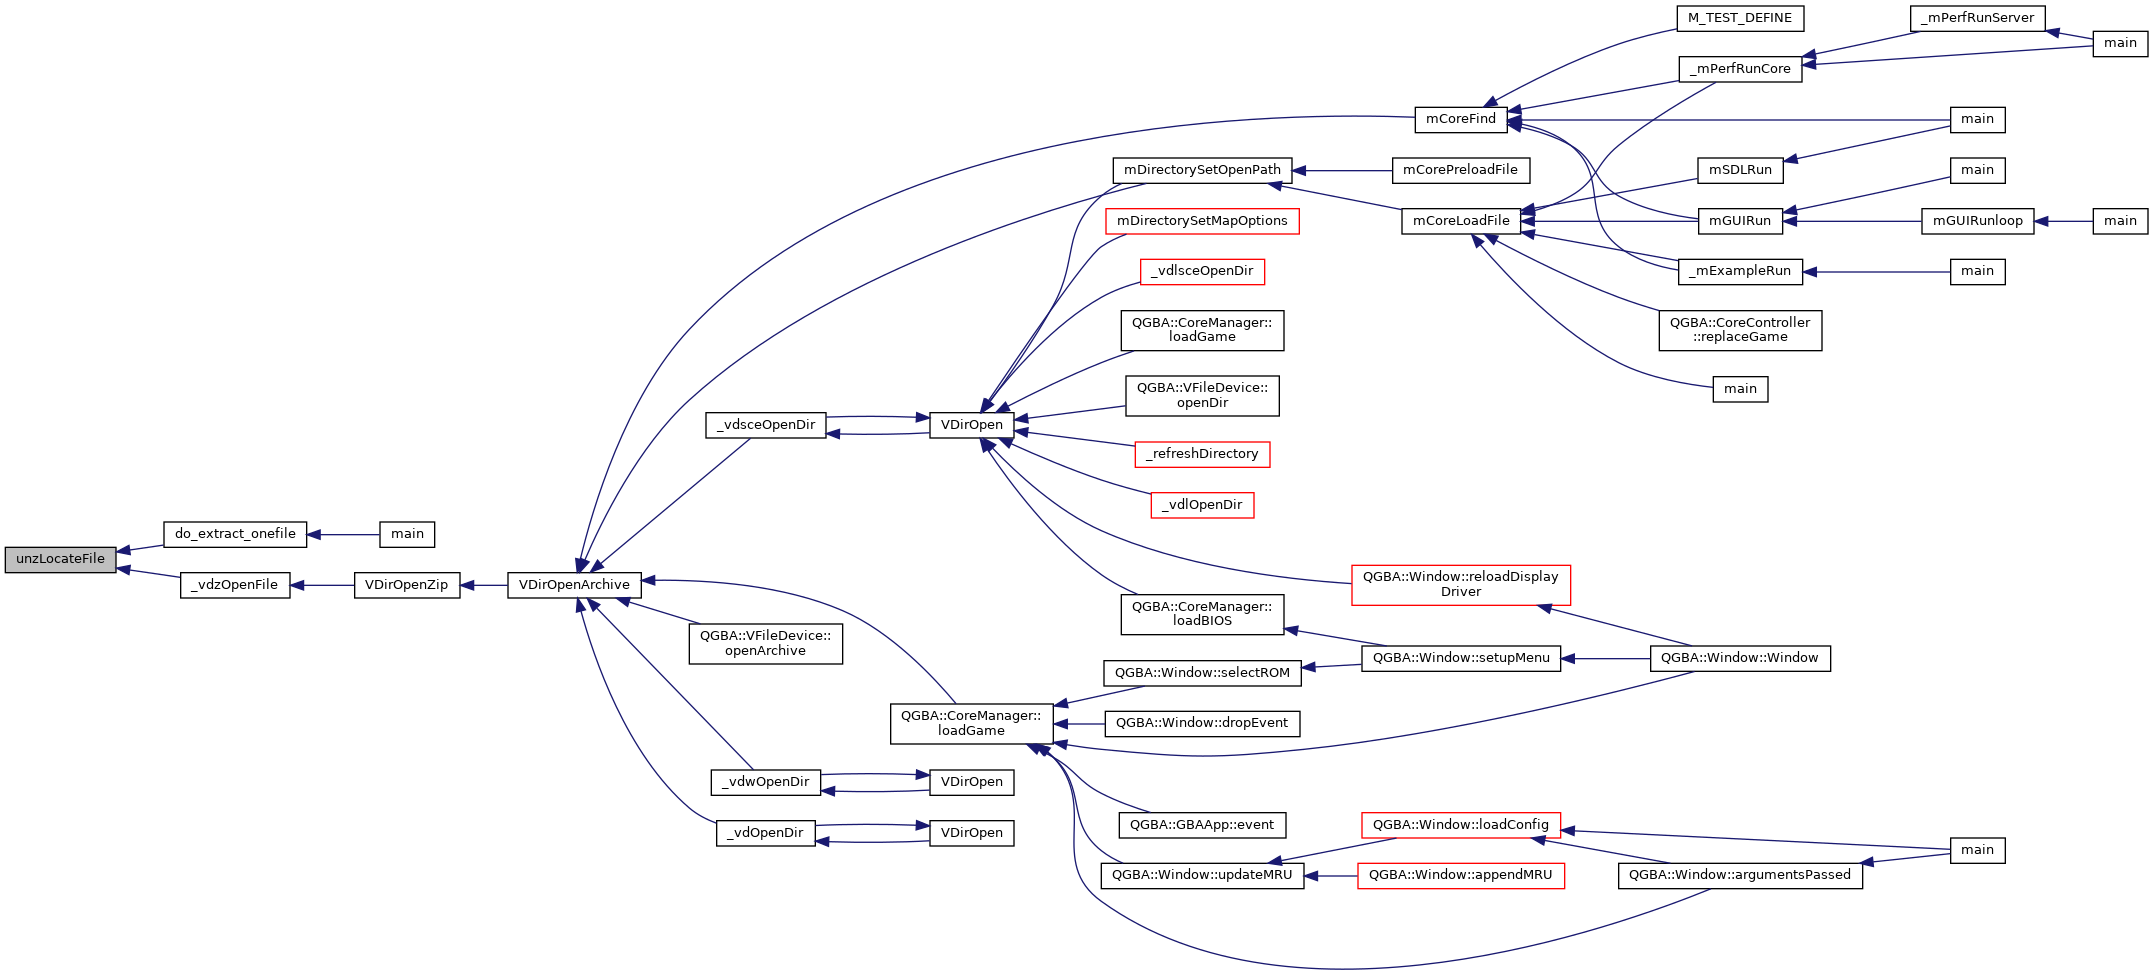 M_TEST_DEFINE
_mPerfRunServer
main
_mPerfRunCore
mCoreFind
main
mDirectorySetOpenPath
mCorePreloadFile
mSDLRun
main
mDirectorySetMapOptions
mCoreLoadFile
mGUIRun
mGUIRunloop
main
_vdlsceOpenDir
_mExampleRun
main
QGBA::CoreManager::
loadGame
QGBA::CoreController
::replaceGame
QGBA::VFileDevice::
openDir
main
_vdsceOpenDir
VDirOpen
_refreshDirectory
_vdlOpenDir
do_extract_onefile
main
unzLocateFile
_vdzOpenFile
VDirOpenZip
VDirOpenArchive
QGBA::Window::reloadDisplay
Driver
QGBA::CoreManager::
loadBIOS
QGBA::VFileDevice::
openArchive
QGBA::Window::setupMenu
QGBA::Window::Window
QGBA::Window::selectROM
QGBA::CoreManager::
loadGame
QGBA::Window::dropEvent
_vdwOpenDir
VDirOpen
_vdOpenDir
VDirOpen
QGBA::GBAApp::event
QGBA::Window::loadConfig
main
QGBA::Window::updateMRU
QGBA::Window::appendMRU
QGBA::Window::argumentsPassed